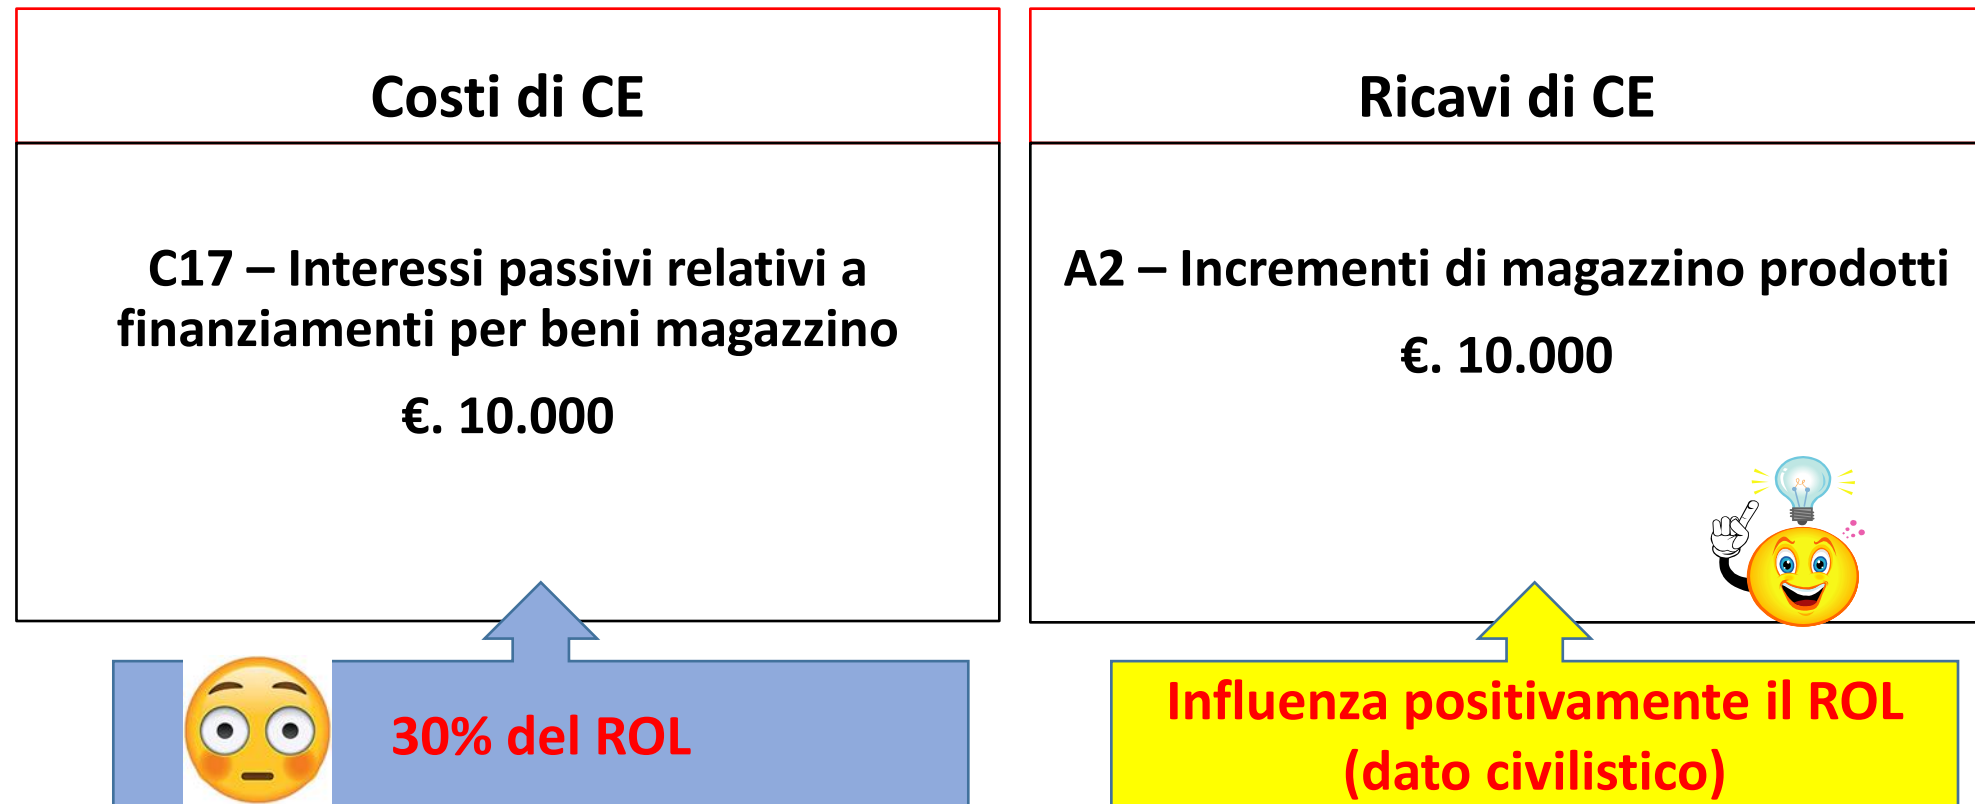 Costi di CE
C17 – Interessi passivi relativi a
finanziamenti per beni magazzino
€. 10.000
30% del ROL
Ricavi di CE
A2 – Incrementi di magazzino prodotti
€. 10.000
Influenza positivamente il ROL
(dato civilistico)